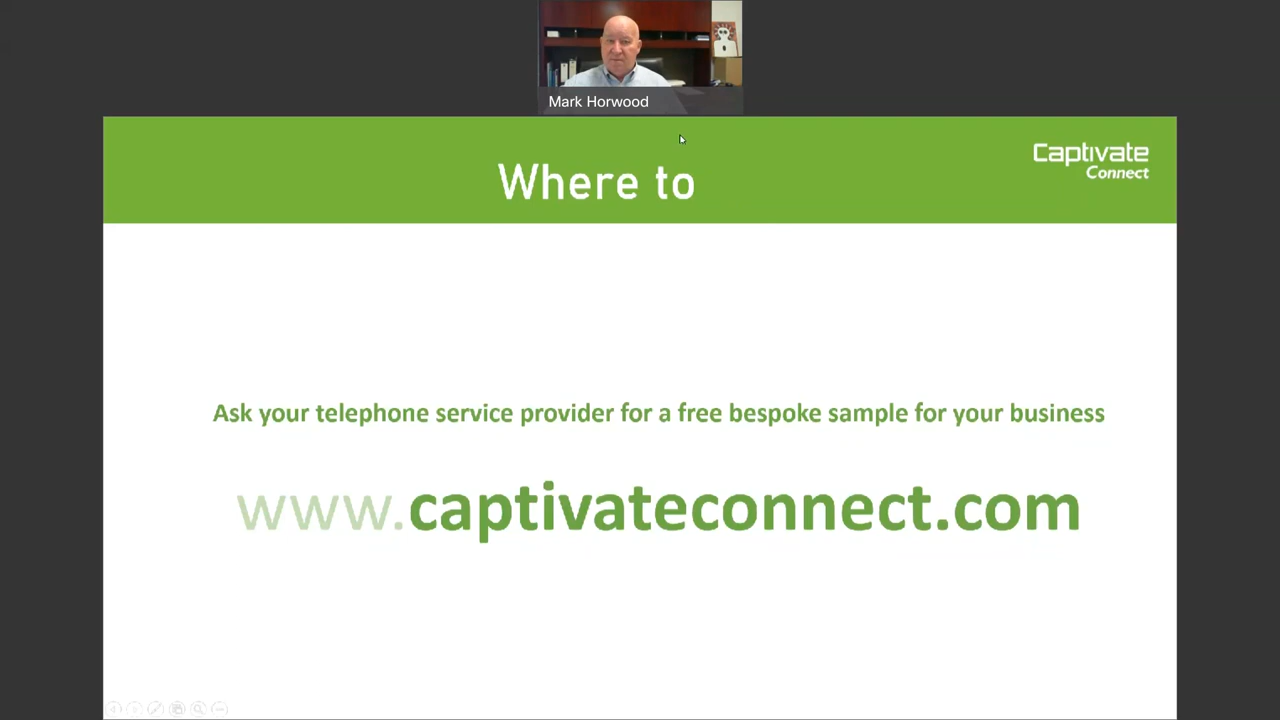 Mark Horwood
Where to
Captivate
Connect
Ask your telephone service provider for a free bespoke sample for your business
www.captivateconnect.com